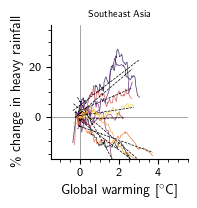 Southeast Asia
% change in heavy rainfall
20
0
0 2 4
Global warming [°C]